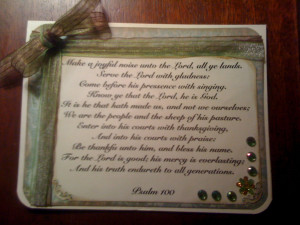 Make a joyful noise unto the Lord, all ye lands.
Serve the Lord with gladness:
Come before his presence with singing.
Know ye that the Lord, he is God.
It is he that hath made us, and not we ourselves;
We are the people and the sheep of his pasture.
Enter into his courts with thanksgiving,
And into his courts with praise:
Be thankful unto him, and bless his name.
For the Lord is good; his mercy is everlasting;
And his truth endureth to all generations.
Psalm 100